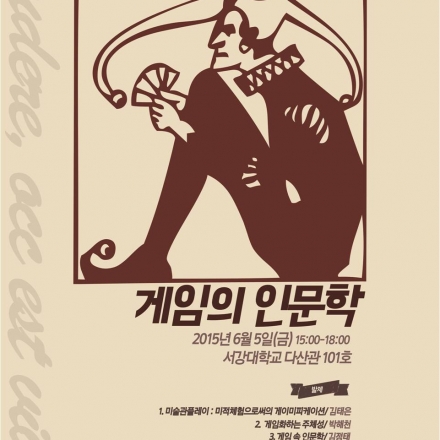 udere, acc est vi
게임의 인문학
2015년 6월 5일(금) 15:00-18:00
서강대학교 다산관 101호
발제
1. 미술관플레이 : 미적체험으로써의 게이미피케이션/ 김태은
2. 게임화하는 주체성/ 박해천
3. 게임 속 인문학/ 김정태